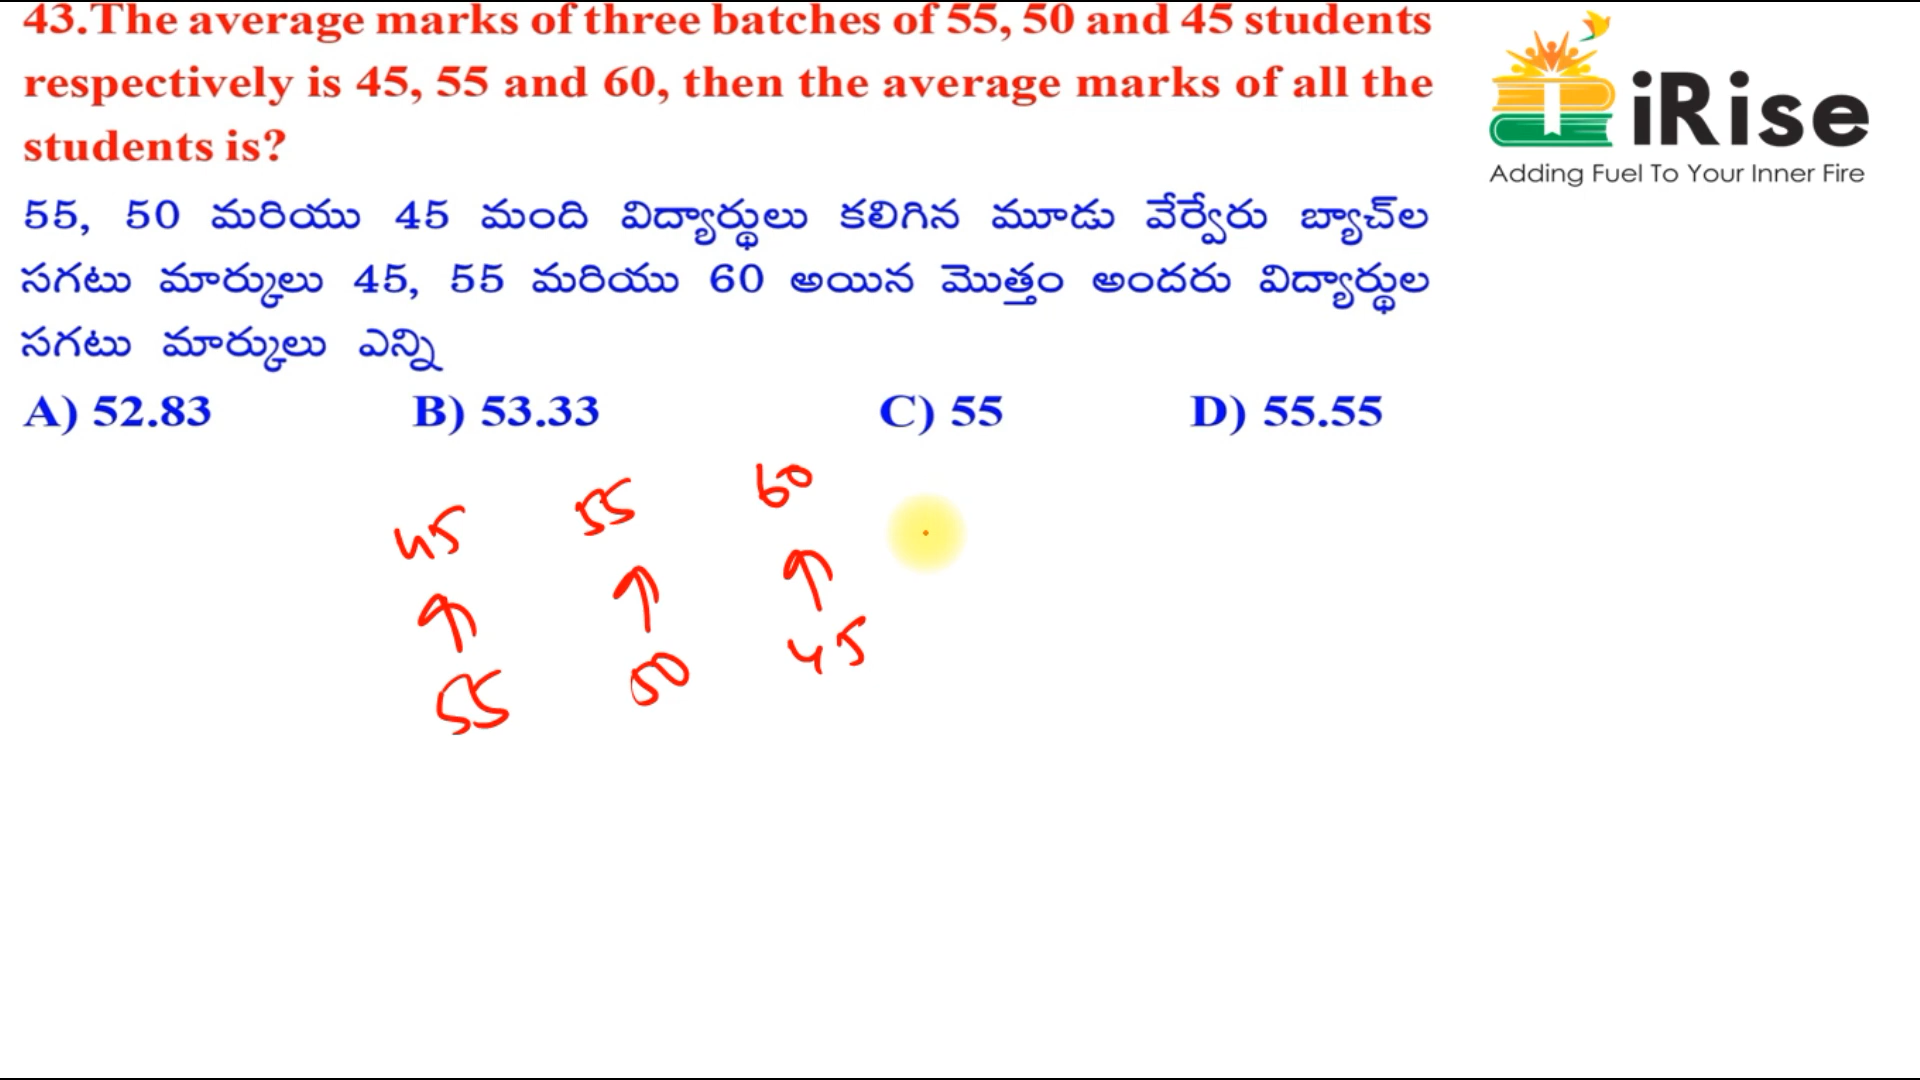 43.The average marks of three batches of 55, 50 and 45 students
respectively is 45, 55 and 60, then the average marks of all the
students is?
55, 50 మరియు 45 మంది విద్యార్థులు కలిగిన మూడు వేర్వేరు బ్యాచ్‌ల
సగటు మార్కులు 45, 55 మరియు 60 అయిన మొత్తం అందరు విద్యార్థుల
సగటు మార్కులు ఎన్ని
A) 52.83 B) 53.33 C) 55 D) 55.55
45 55 60
55 50 45
iRise
Adding Fuel To Your Inner Fire